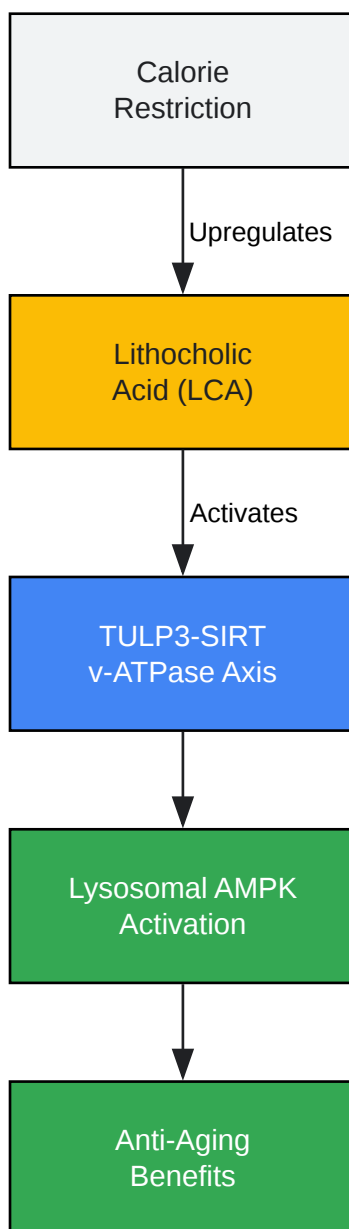 Calorie
Restriction
Upregulates
Lithocholic
Acid (LCA)
Activates
TULP3-SIRT
v-ATPase Axis
Lysosomal AMPK
Activation
Anti-Aging
Benefits